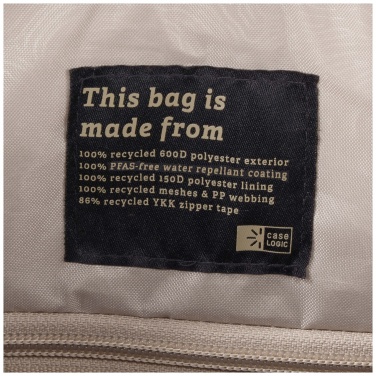 This bag is
made from
100% recycled 600D polyester exterior
100% PFAS-free water repellant coating
100% recycled 150D polyester lining
100% recycled meshes & PP webbing
86% recycled YKK zipper tape
case
LOGIC